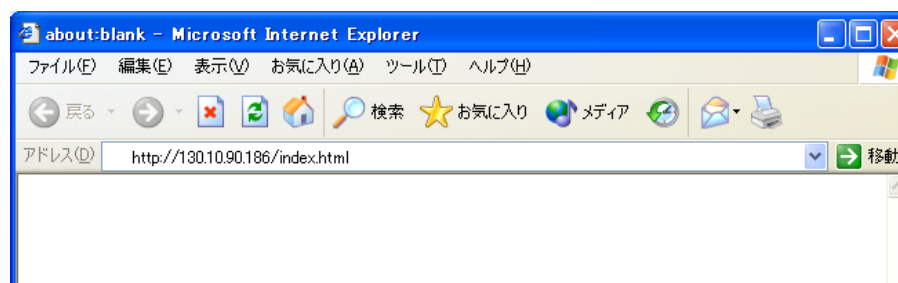 about:blank - Microsoft Internet Explorer
ファイル(F) 編集(E) 表示(V) お気に入り(A) ツール(T) ヘルプ(H)
戻る 検索 お気に入り メディア
アドレス(D) http://130.10.90.186/index.html 移動